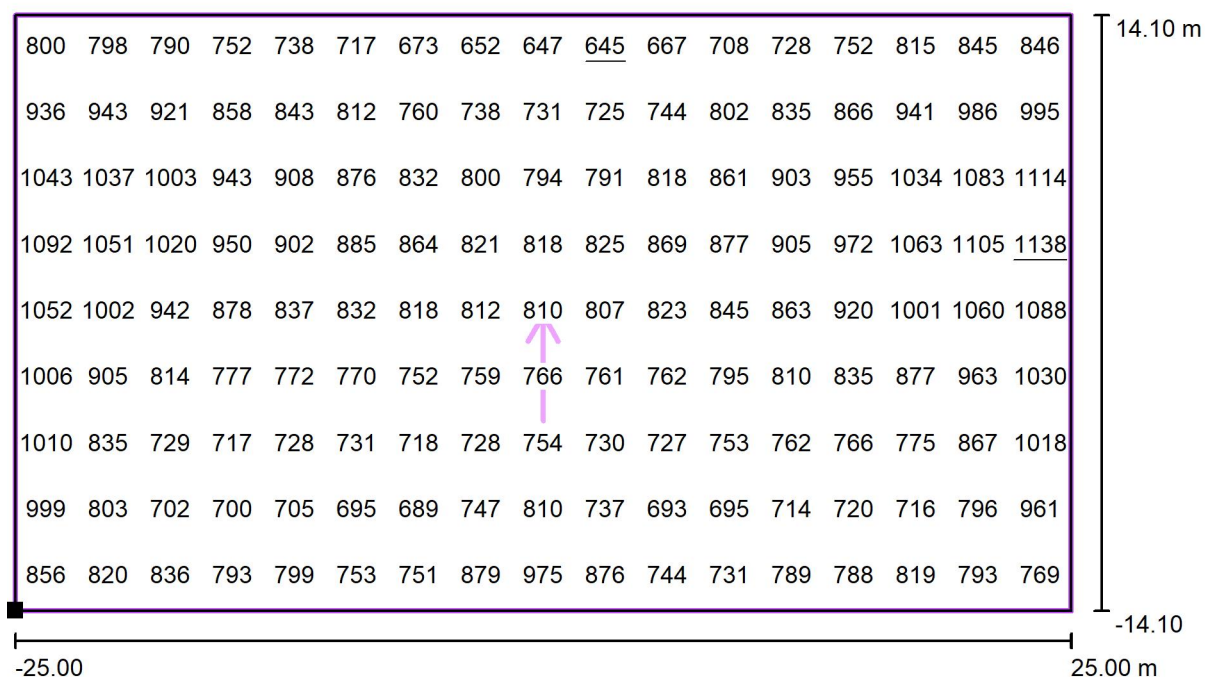 14.10 m
800 798 790 752 738 717 673 652 647 645 667 708 728 752 815 845 846
936 943 921 858 843 812 760 738 731 725 744 802 835 866 941 986 995
1043 1037 1003 943 908 876 832 800 794 791 818 861 903 955 1034 1083 1114
1092 1051 1020 950 902 885 864 821 818 825 869 877 905 972 1063 1105 1138
1052 1002 942 878 837 832 818 812 810 807 823 845 863 920 1001 1060 1088
1006 905 814 777 772 770 752 759 766 761 762 795 810 835 877 963 1030
1010 835 729 717 728 731 718 728 754 730 727 753 762 766 775 867 1018
999 803 702 700 705 695 689 747 810 737 693 695 714 720 716 796 961
856 820 836 793 799 753 751 879 975 876 744 731 789 788 819 793 769
-14.10
-25.00 25.00 m